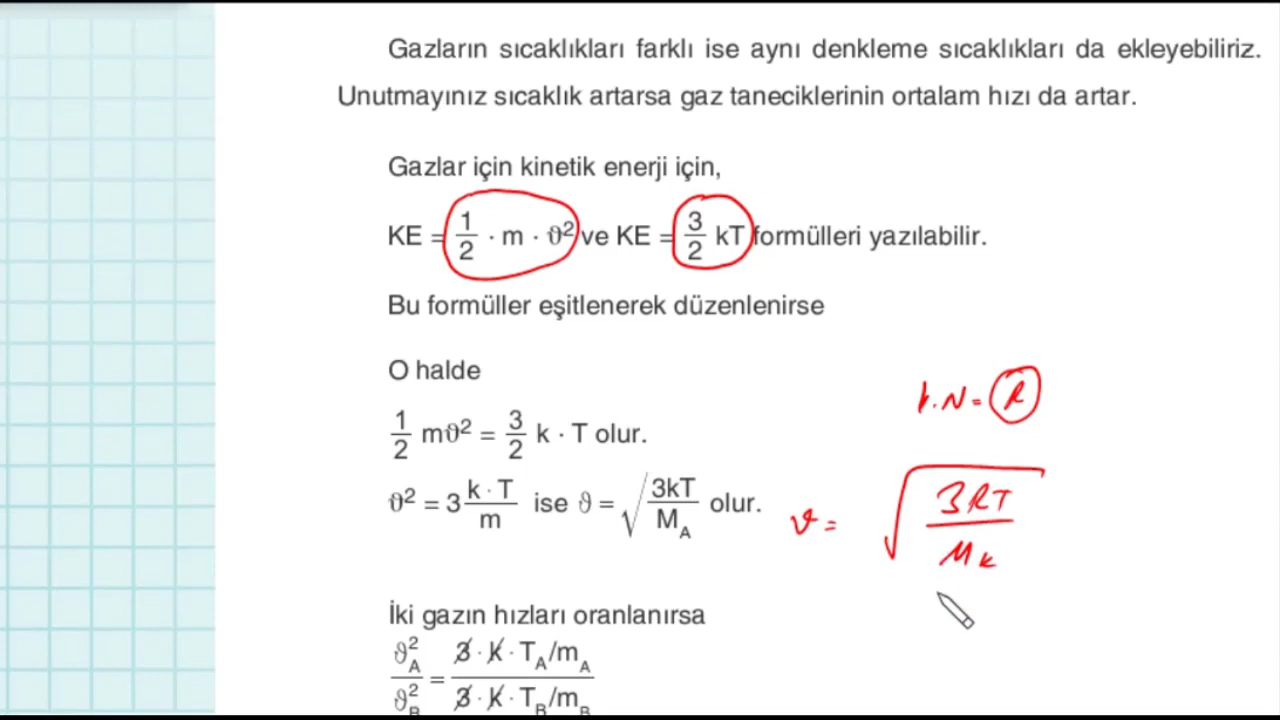 Gazların sıcaklıkları farklı ise aynı denkleme sıcaklıkları da ekleyebiliriz.
Unutmayınız sıcaklık artarsa gaz taneciklerinin ortalam hızı da artar.
Gazlar için kinetik enerji için,
KE = 1/2 · m · ϑ² ve KE = 3/2 kT formülleri yazılabilir.
Bu formüller eşitlenerek düzenlenirse
O halde
k.N = R
1/2 mϑ² = 3/2 k · T olur.
ϑ² = 3 k · T/m ise ϑ = √(3kT/M_A) olur.
ϑ = √(3RT/M_K)
İki gazın hızları oranlanırsa
ϑ_A²/ϑ_B² = 3 · K · T_A/m_A / 3 · K · T_B/m_B